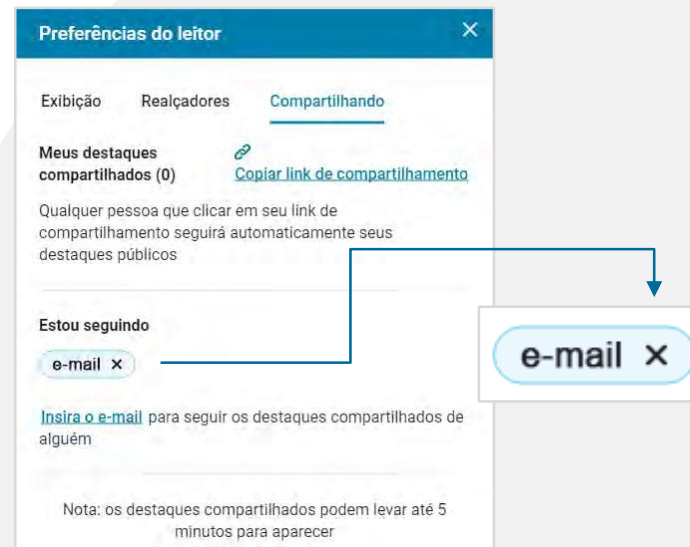 Preferências do leitor
Exibição Realçadores Compartilhando
Meus destaques
compartilhados (0)
Copiar link de compartilhamento
Qualquer pessoa que clicar em seu link de
compartilhamento seguirá automaticamente seus
destaques públicos
Estou seguindo
e-mail ×
e-mail ×
Insira o e-mail para seguir os destaques compartilhados de
alguém
Nota: os destaques compartilhados podem levar até 5
minutos para aparecer